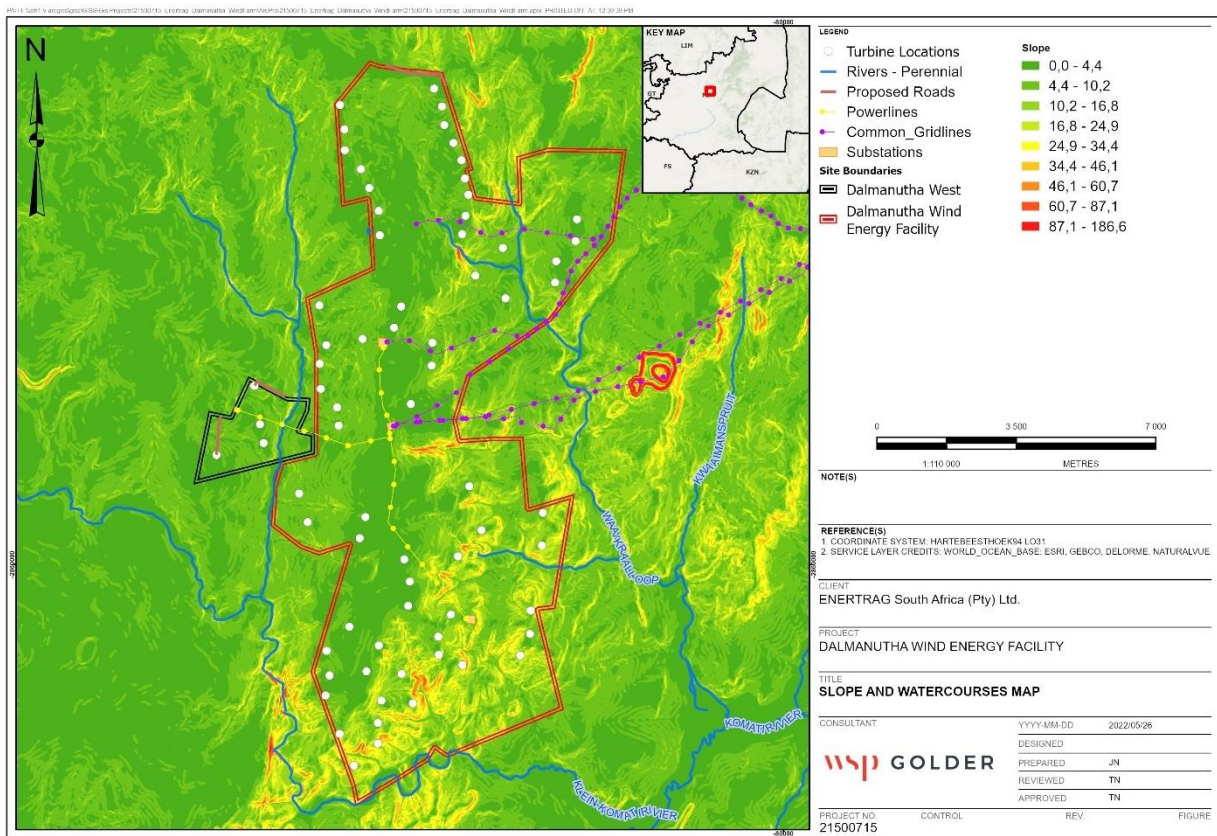 N
-60000
KEY MAP
LIM
GT
FS
KZN
LEGEND
Turbine Locations
Rivers - Perennial
Proposed Roads
Powerlines
Common_Gridlines
Substations
Site Boundaries
Dalmanutha West
Dalmanutha Wind
Energy Facility
Slope
0,0 - 4,4
4,4 - 10,2
10,2 - 16,8
16,8 - 24,9
24,9 - 34,4
34,4 - 46,1
46,1 - 60,7
60,7 - 87,1
87,1 - 186,6
KWAAIMANSPRUIT
WAAIKRAALLOOP
KOMATI RIVIER
KLEIN-KOMATI RIVIER
0
3 500
7 000
1:110 000
METRES
NOTE(S)
REFERENCE(S)
1. COORDINATE SYSTEM: HARTEBEESTHOEK94 LO31
2. SERVICE LAYER CREDITS: WORLD_OCEAN_BASE: ESRI, GEBCO, DELORME, NATURALVUE
CLIENT
ENERTRAG South Africa (Pty) Ltd.
PROJECT
DALMANUTHA WIND ENERGY FACILITY
TITLE
SLOPE AND WATERCOURSES MAP
CONSULTANT
wsp GOLDER
YYYY-MM-DD 2022/05/26
DESIGNED
PREPARED JN
REVIEWED TN
APPROVED TN
PROJECT NO. CONTROL REV FIGURE
21500715